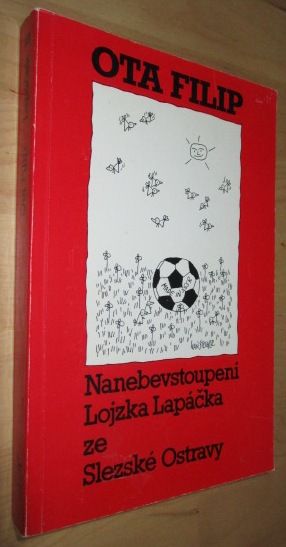 OTA FILIP
Nanebevstoupení
Lojzka Lapáčka
ze
Slezské Ostravy